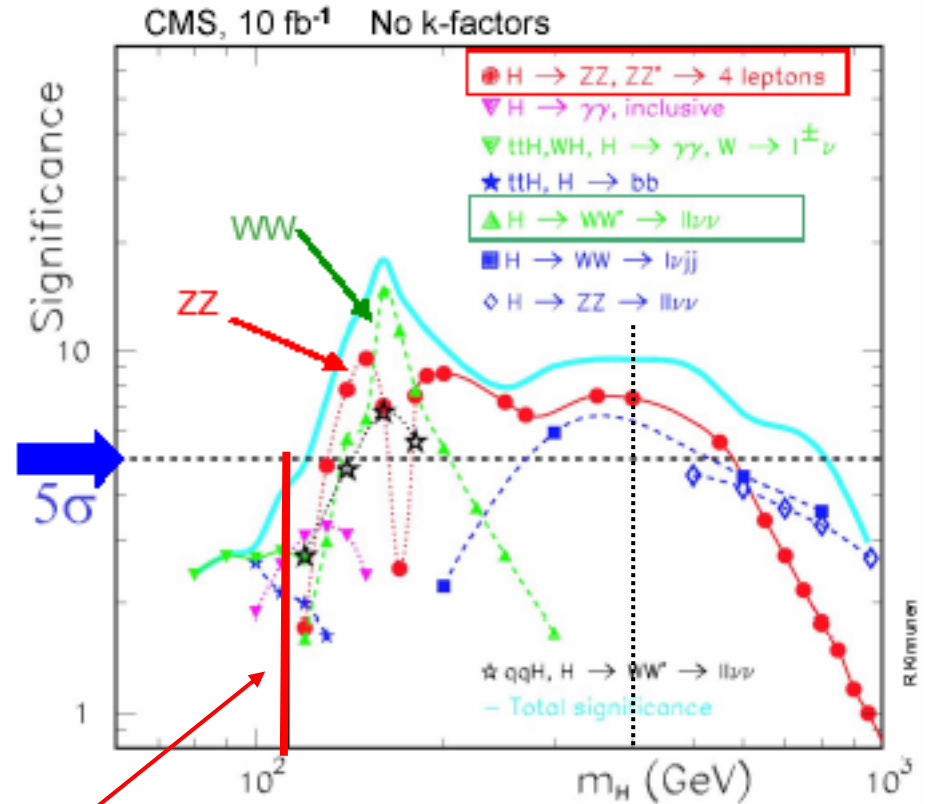 CMS, 10 fb⁻¹ No k-factors
H → ZZ, ZZ* → 4 leptons
H → γγ, inclusive
ttH,WH, H → γγ, W → l± ν
ttH, H → bb
H → WW* → llνν
H → WW → lνjj
H → ZZ → llνν
WW
ZZ
Significance
10
5σ
1
qqH, H → WW* → llνν
– Total significance
R.Kinnunen
10²
m_H (GeV)
10³